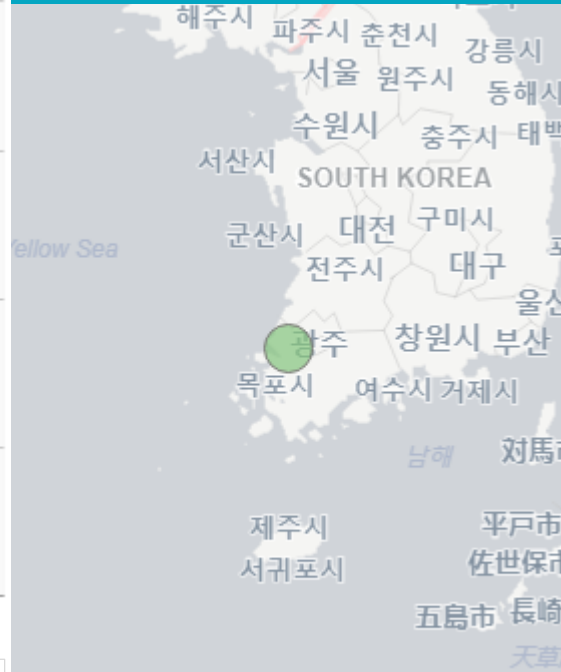 해주시
파주시 춘천시
강릉시
서울 원주시
동해시
수원시
충주시 태백
서산시
SOUTH KOREA
군산시 대전 구미시
Yellow Sea
전주시 대구
울산
광주 창원시 부산
목포시 여수시 거제시
남해 対馬市
제주시 平戸市
서귀포시 佐世保市
五島市 長崎
天草